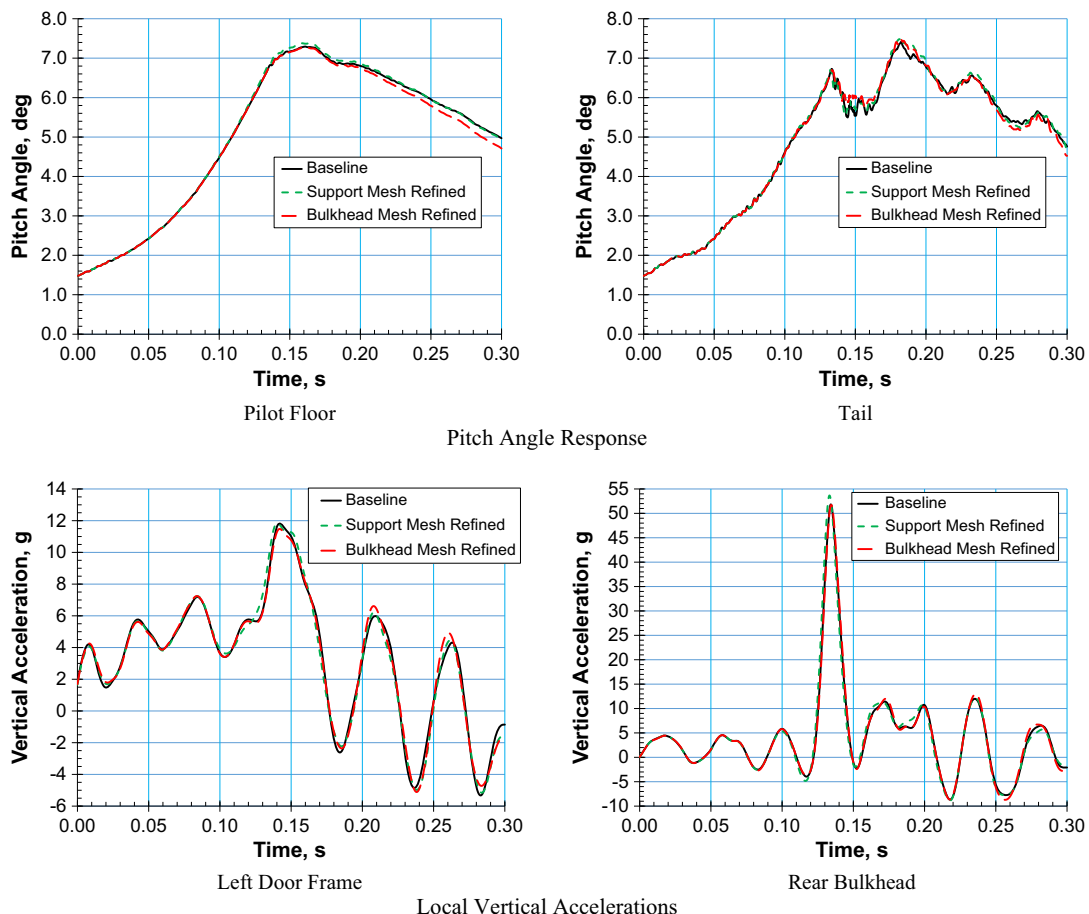 Pitch Angle, deg
8.0
7.0
6.0
5.0
4.0
3.0
2.0
1.0
0.0
Baseline
Support Mesh Refined
Bulkhead Mesh Refined
0.00 0.05 0.10 0.15 0.20 0.25 0.30
Time, s
Pilot Floor
Pitch Angle, deg
8.0
7.0
6.0
5.0
4.0
3.0
2.0
1.0
0.0
Baseline
Support Mesh Refined
Bulkhead Mesh Refined
0.00 0.05 0.10 0.15 0.20 0.25 0.30
Time, s
Tail
Pitch Angle Response
Vertical Acceleration, g
14
12
10
8
6
4
2
0
-2
-4
-6
Baseline
Support Mesh Refined
Bulkhead Mesh Refined
0.00 0.05 0.10 0.15 0.20 0.25 0.30
Time, s
Left Door Frame
Vertical Acceleration, g
55
50
45
40
35
30
25
20
15
10
5
0
-5
-10
Baseline
Support Mesh Refined
Bulkhead Mesh Refined
0.00 0.05 0.10 0.15 0.20 0.25 0.30
Time, s
Rear Bulkhead
Local Vertical Accelerations